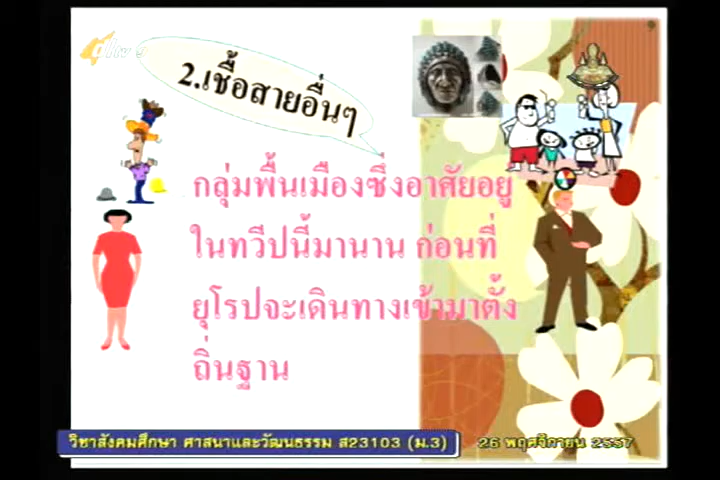 2.เชื้อสายอื่นๆ
กลุ่มพื้นเมืองซึ่งอาศัยอยู่
ในทวีปนี้มานาน ก่อนที่
ยุโรปจะเดินทางเข้ามาตั้ง
ถิ่นฐาน
วิชาสังคมศึกษา ศาสนาและวัฒนธรรม ส23103 (ม.3) 26 พฤศจิกายน 2557